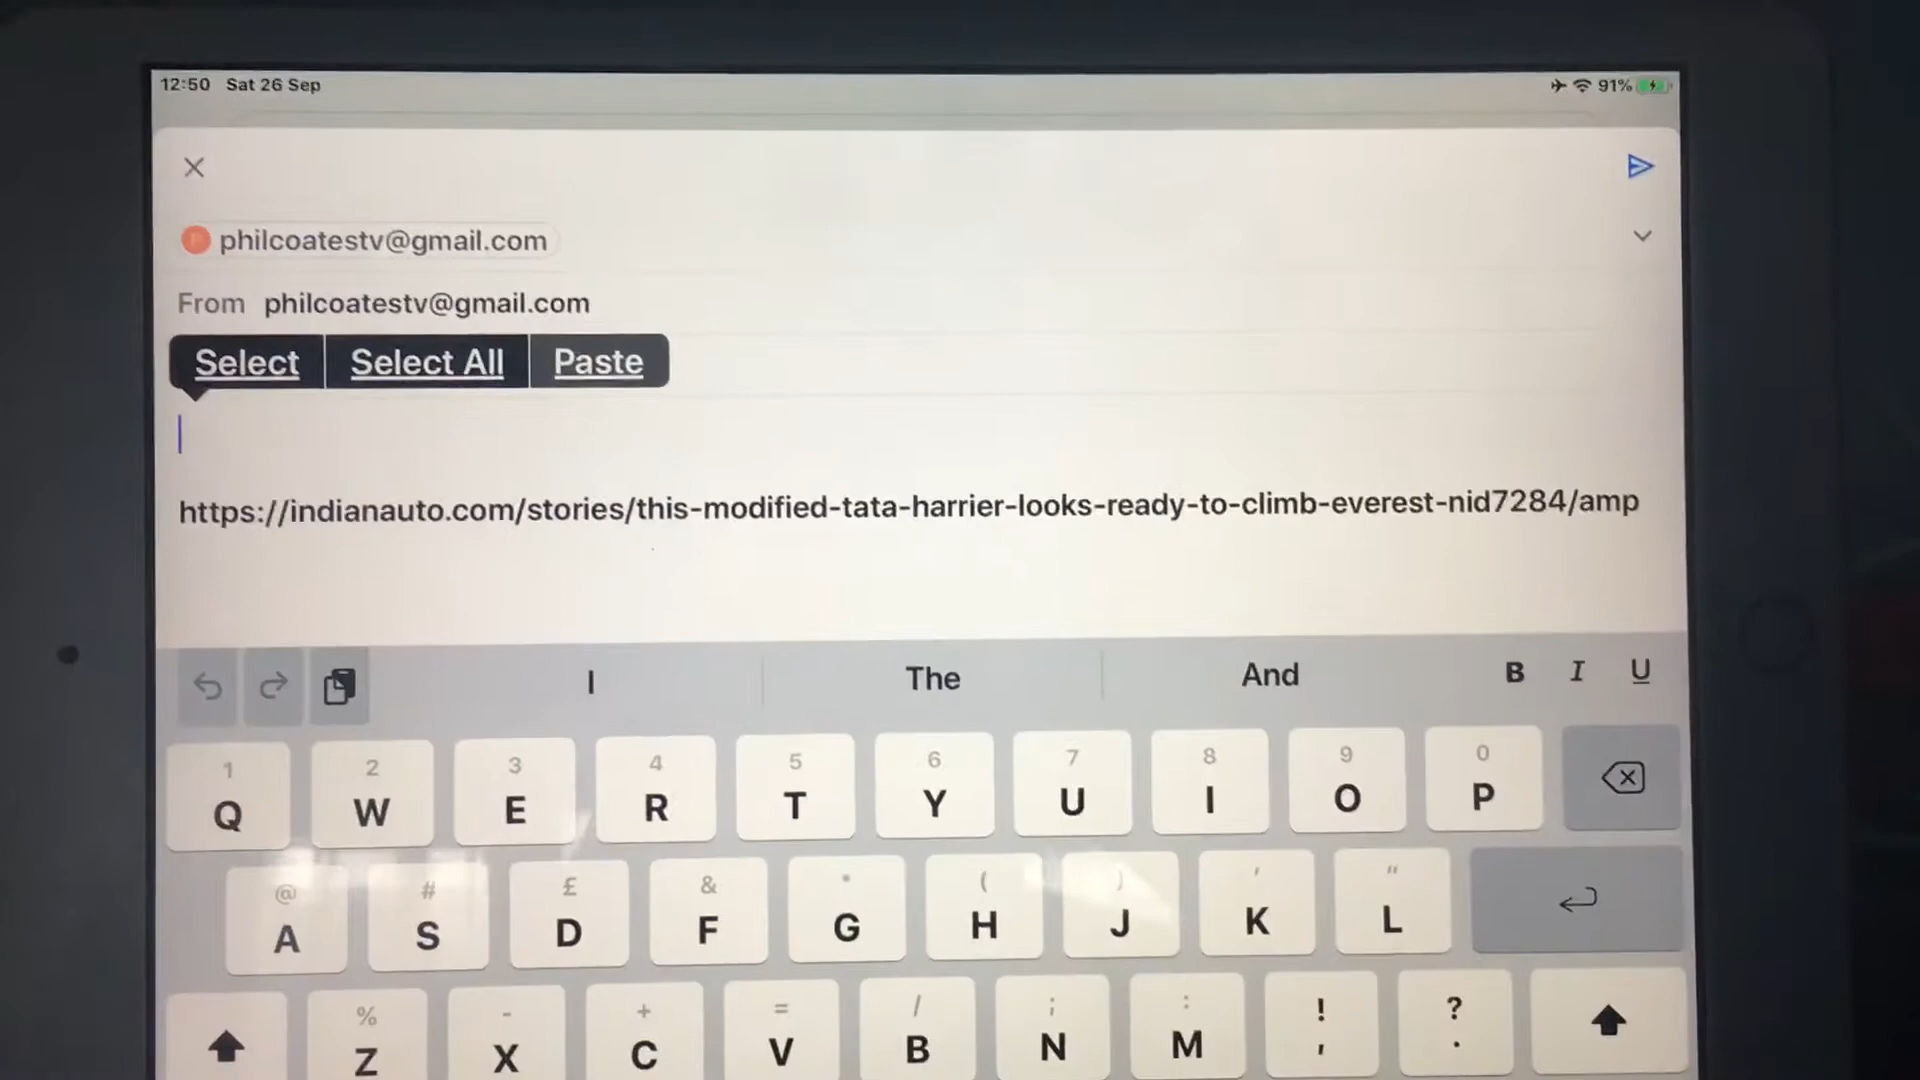 12:50 Sat 26 Sep 91%
philcoatestv@gmail.com
From philcoatestv@gmail.com
Select Select All Paste
https://indianauto.com/stories/this-modified-tata-harrier-looks-ready-to-climb-everest-nid7284/amp
I The And B I U
1 2 3 4 5 6 7 8 9 0
Q W E R T Y U I O P
@ # £ & * ( ) ' "
A S D F G H J K L
% - + = / ; : ! ?
Z X C V B N M , .